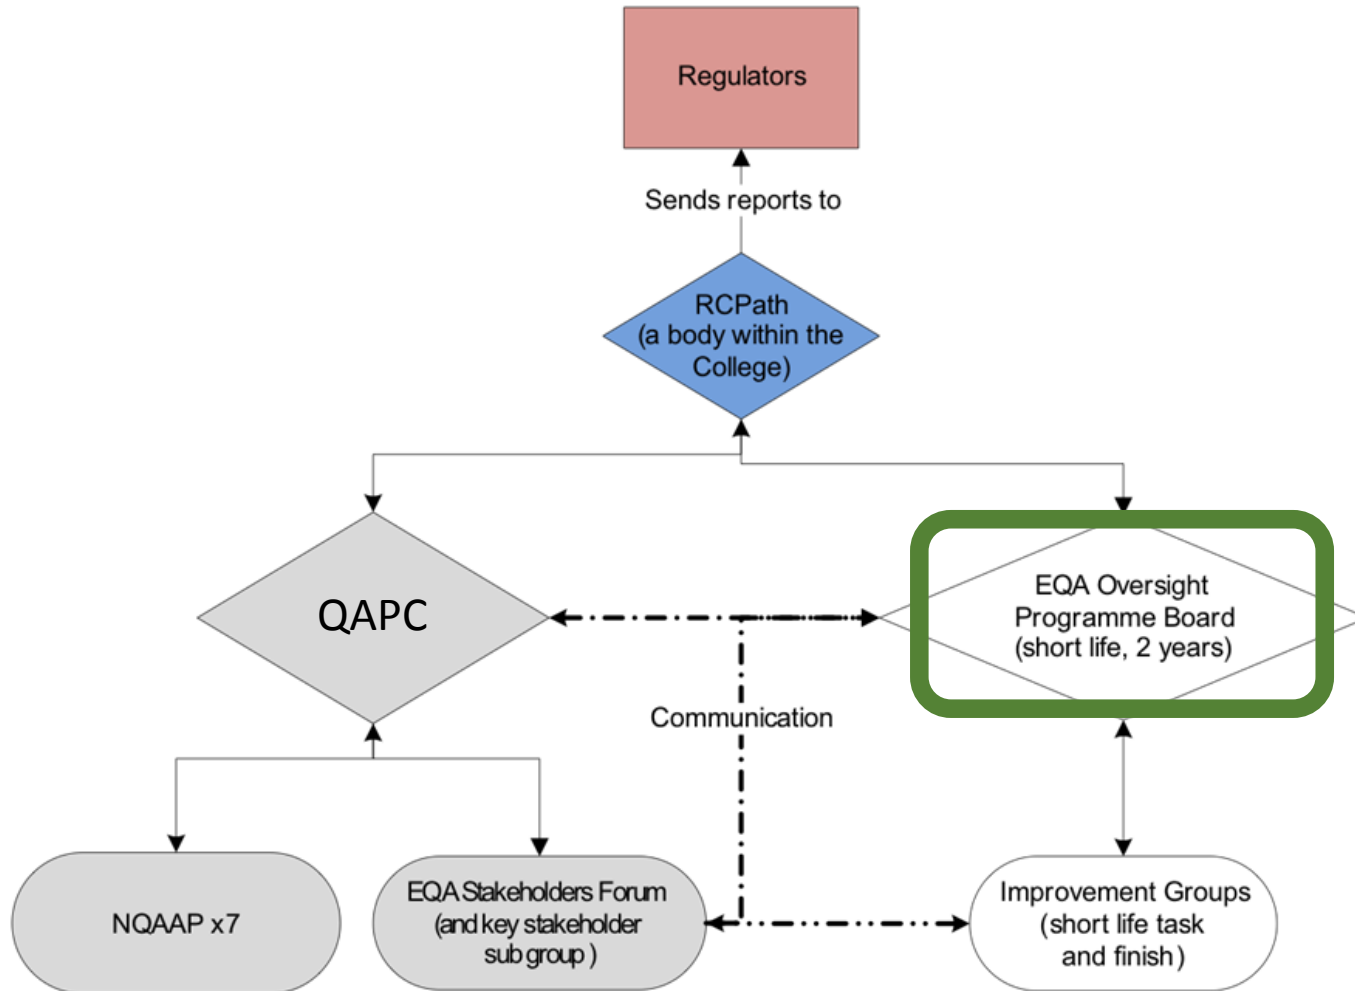 Regulators
Sends reports to
RCPath
(a body within the
College)
QAPC
EQA Oversight
Programme Board
(short life, 2 years)
Communication
NQAAP x7
EQA Stakeholders Forum
(and key stakeholder
sub group )
Improvement Groups
(short life task
and finish)